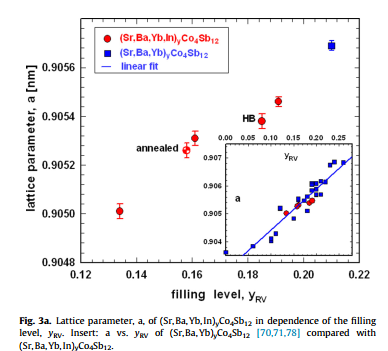 (Sr,Ba,Yb,In)yCo4Sb12
(Sr,Ba,Yb)yCo4Sb12
linear fit
HB
annealed
lattice parameter, a [nm]
0.9056
0.9054
0.9052
0.9050
0.9048
0.12 0.14 0.16 0.18 0.20 0.22
filling level, yRV
0.00 0.05 0.10 0.15 0.20 0.25
yRV
0.907
0.906
0.905
0.904
a
Fig. 3a. Lattice parameter, a, of (Sr,Ba,Yb,In)yCo4Sb12 in dependence of the filling
level, yRV. Insert: a vs. yRV of (Sr,Ba,Yb)yCo4Sb12 [70,71,78] compared with
(Sr,Ba,Yb,In)yCo4Sb12.